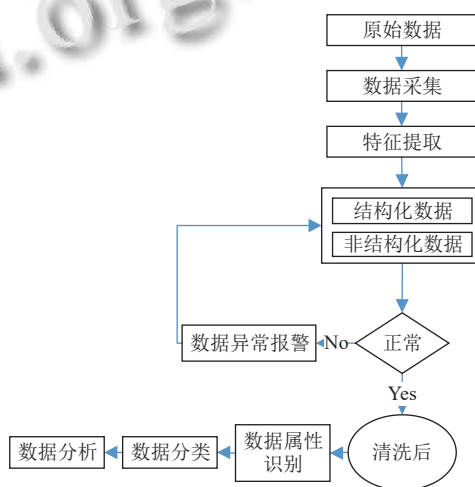 原始数据
数据采集
特征提取
结构化数据
非结构化数据
数据异常报警
No
正常
Yes
数据分析
数据分类
数据属性
识别
清洗后